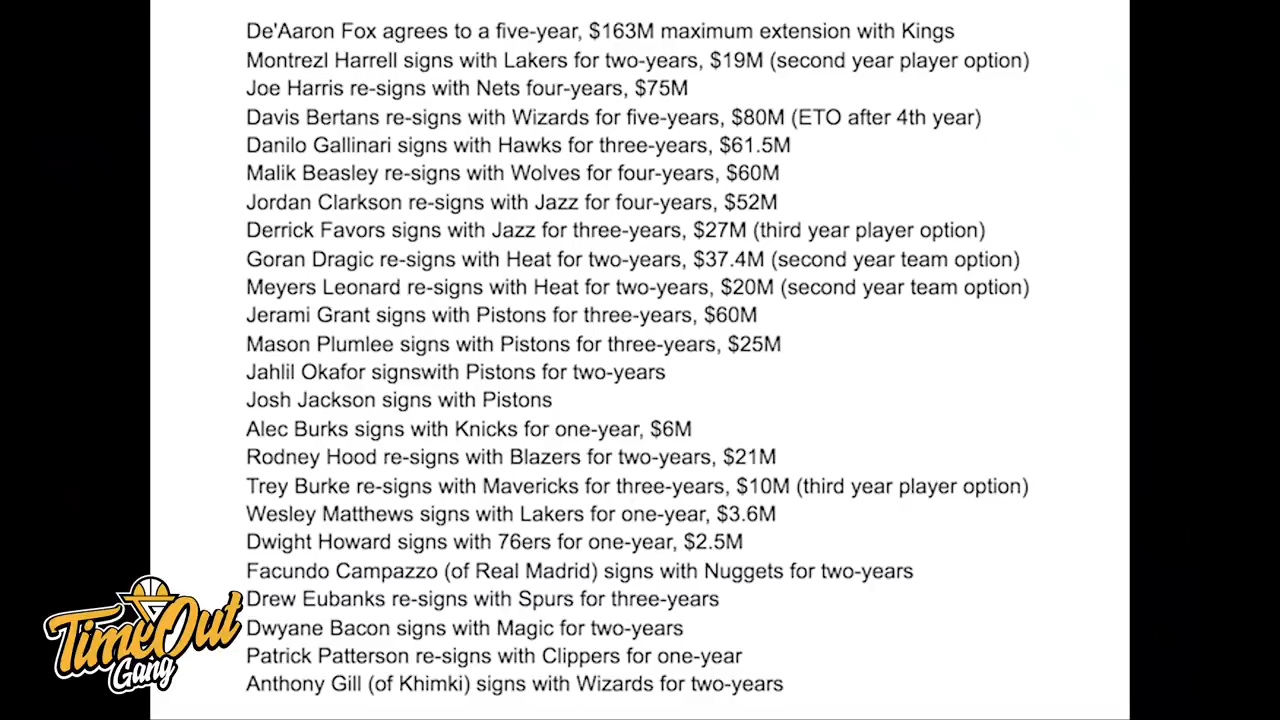 De'Aaron Fox agrees to a five-year, $163M maximum extension with Kings
Montrezl Harrell signs with Lakers for two-years, $19M (second year player option)
Joe Harris re-signs with Nets four-years, $75M
Davis Bertans re-signs with Wizards for five-years, $80M (ETO after 4th year)
Danilo Gallinari signs with Hawks for three-years, $61.5M
Malik Beasley re-signs with Wolves for four-years, $60M
Jordan Clarkson re-signs with Jazz for four-years, $52M
Derrick Favors signs with Jazz for three-years, $27M (third year player option)
Goran Dragic re-signs with Heat for two-years, $37.4M (second year team option)
Meyers Leonard re-signs with Heat for two-years, $20M (second year team option)
Jerami Grant signs with Pistons for three-years, $60M
Mason Plumlee signs with Pistons for three-years, $25M
Jahlil Okafor signswith Pistons for two-years
Josh Jackson signs with Pistons
Alec Burks signs with Knicks for one-year, $6M
Rodney Hood re-signs with Blazers for two-years, $21M
Trey Burke re-signs with Mavericks for three-years, $10M (third year player option)
Wesley Matthews signs with Lakers for one-year, $3.6M
Dwight Howard signs with 76ers for one-year, $2.5M
Facundo Campazzo (of Real Madrid) signs with Nuggets for two-years
Drew Eubanks re-signs with Spurs for three-years
Dwyane Bacon signs with Magic for two-years
Patrick Patterson re-signs with Clippers for one-year
Anthony Gill (of Khimki) signs with Wizards for two-years
TimeOut
Gang